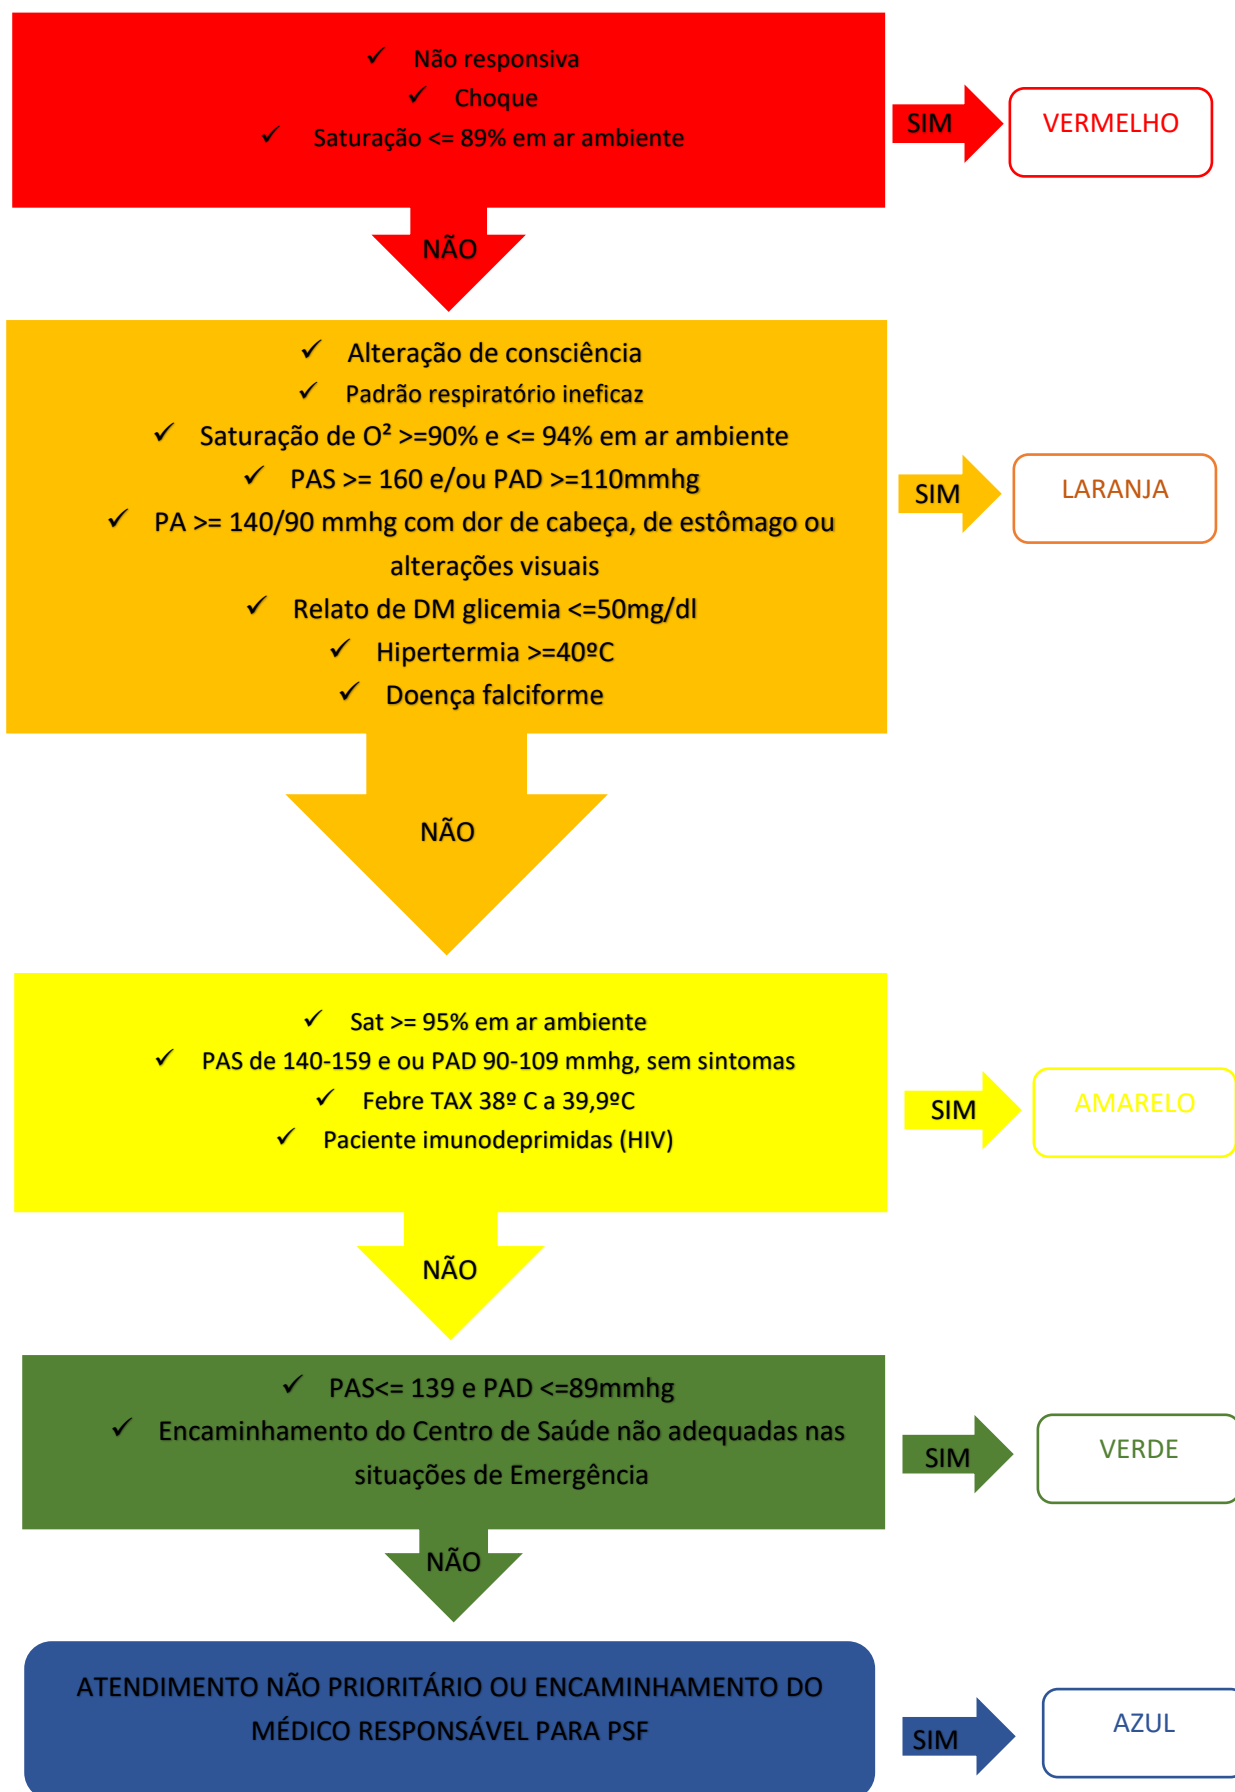 ✓ Não responsiva
✓ Choque
✓ Saturação <= 89% em ar ambiente
SIM
VERMELHO
NÃO
✓ Alteração de consciência
✓ Padrão respiratório ineficaz
✓ Saturação de O² >=90% e <= 94% em ar ambiente
✓ PAS >= 160 e/ou PAD >=110mmhg
✓ PA >= 140/90 mmhg com dor de cabeça, de estômago ou
alterações visuais
✓ Relato de DM glicemia <=50mg/dl
✓ Hipertermia >=40ºC
✓ Doença falciforme
SIM
LARANJA
NÃO
✓ Sat >= 95% em ar ambiente
✓ PAS de 140-159 e ou PAD 90-109 mmhg, sem sintomas
✓ Febre TAX 38º C a 39,9ºC
✓ Paciente imunodeprimidas (HIV)
SIM
AMARELO
NÃO
✓ PAS<= 139 e PAD <=89mmhg
✓ Encaminhamento do Centro de Saúde não adequadas nas
situações de Emergência
SIM
VERDE
NÃO
ATENDIMENTO NÃO PRIORITÁRIO OU ENCAMINHAMENTO DO
MÉDICO RESPONSÁVEL PARA PSF
SIM
AZUL